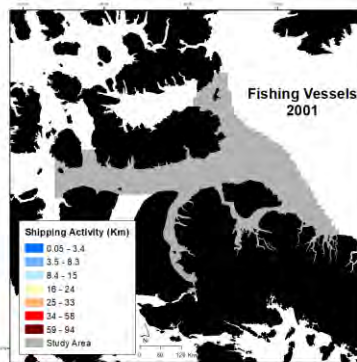 Fishing Vessels
2001
Shipping Activity (Km)
0.05 - 3.4
3.5 - 8.3
8.4 - 15
16 - 24
25 - 33
34 - 58
59 - 94
Study Area